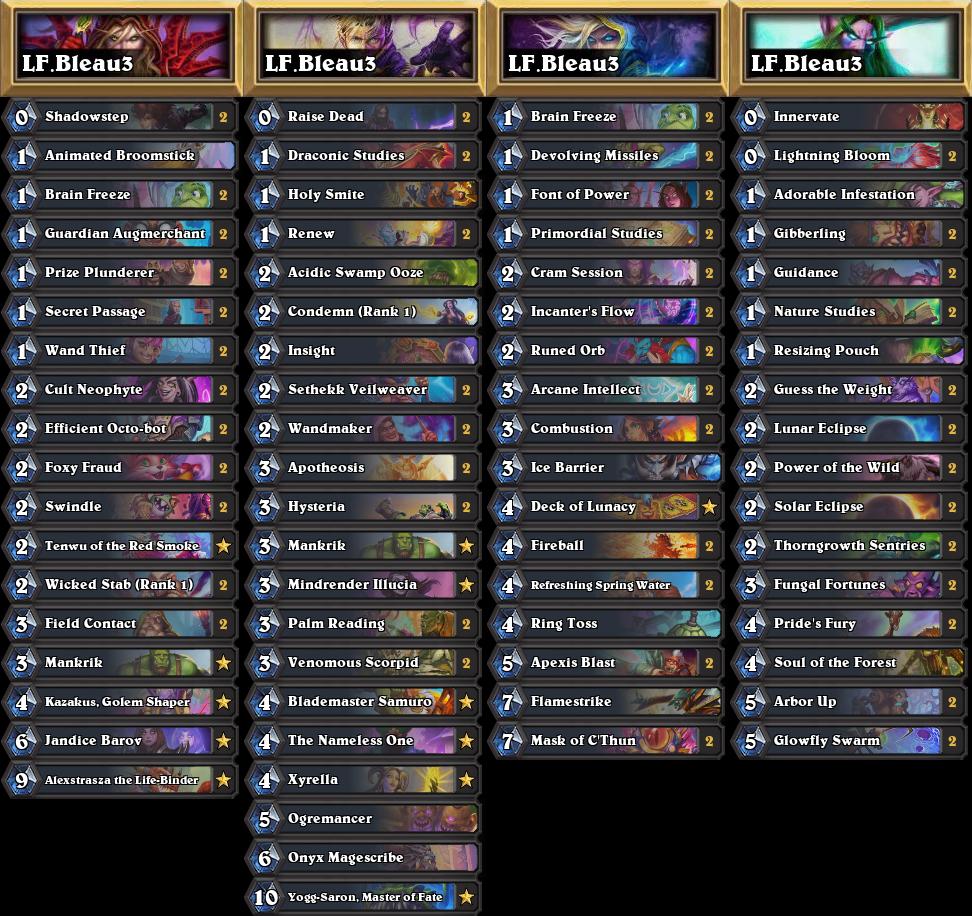 LF.Bleau3
0 Shadowstep 2
1 Animated Broomstick
1 Brain Freeze 2
1 Guardian Augmerchant 2
1 Prize Plunderer 2
1 Secret Passage 2
1 Wand Thief 2
2 Cult Neophyte 2
2 Efficient Octo-bot 2
2 Foxy Fraud 2
2 Swindle 2
2 Tenwu of the Red Smoke
2 Wicked Stab (Rank 1) 2
3 Field Contact 2
3 Mankrik
4 Kazakus, Golem Shaper
6 Jandice Barov
9 Alexstrasza the Life-Binder
LF.Bleau3
0 Raise Dead 2
1 Draconic Studies 2
1 Holy Smite
1 Renew 2
2 Acidic Swamp Ooze 2
2 Condemn (Rank 1)
2 Insight
2 Sethekk Veilweaver 2
2 Wandmaker 2
3 Apotheosis 2
3 Hysteria 2
3 Mankrik
3 Mindrender Illucia
3 Palm Reading 2
3 Venomous Scorpid 2
4 Blademaster Samuro
4 The Nameless One
4 Xyrella
5 Ogremancer
6 Onyx Magescribe
10 Yogg-Saron, Master of Fate
LF.Bleau3
1 Brain Freeze 2
1 Devolving Missiles 2
1 Font of Power 2
1 Primordial Studies 2
2 Cram Session 2
2 Incanter's Flow 2
2 Runed Orb 2
3 Arcane Intellect 2
3 Combustion 2
3 Ice Barrier
4 Deck of Lunacy
4 Fireball 2
4 Refreshing Spring Water 2
4 Ring Toss
5 Apexis Blast 2
7 Flamestrike
7 Mask of C'Thun 2
LF.Bleau3
0 Innervate
0 Lightning Bloom 2
1 Adorable Infestation
1 Gibberling 2
1 Guidance 2
1 Nature Studies 2
1 Resizing Pouch
2 Guess the Weight 2
2 Lunar Eclipse 2
2 Power of the Wild 2
2 Solar Eclipse 2
2 Thorngrowth Sentries 2
3 Fungal Fortunes 2
4 Pride's Fury 2
4 Soul of the Forest
5 Arbor Up 2
5 Glowfly Swarm 2